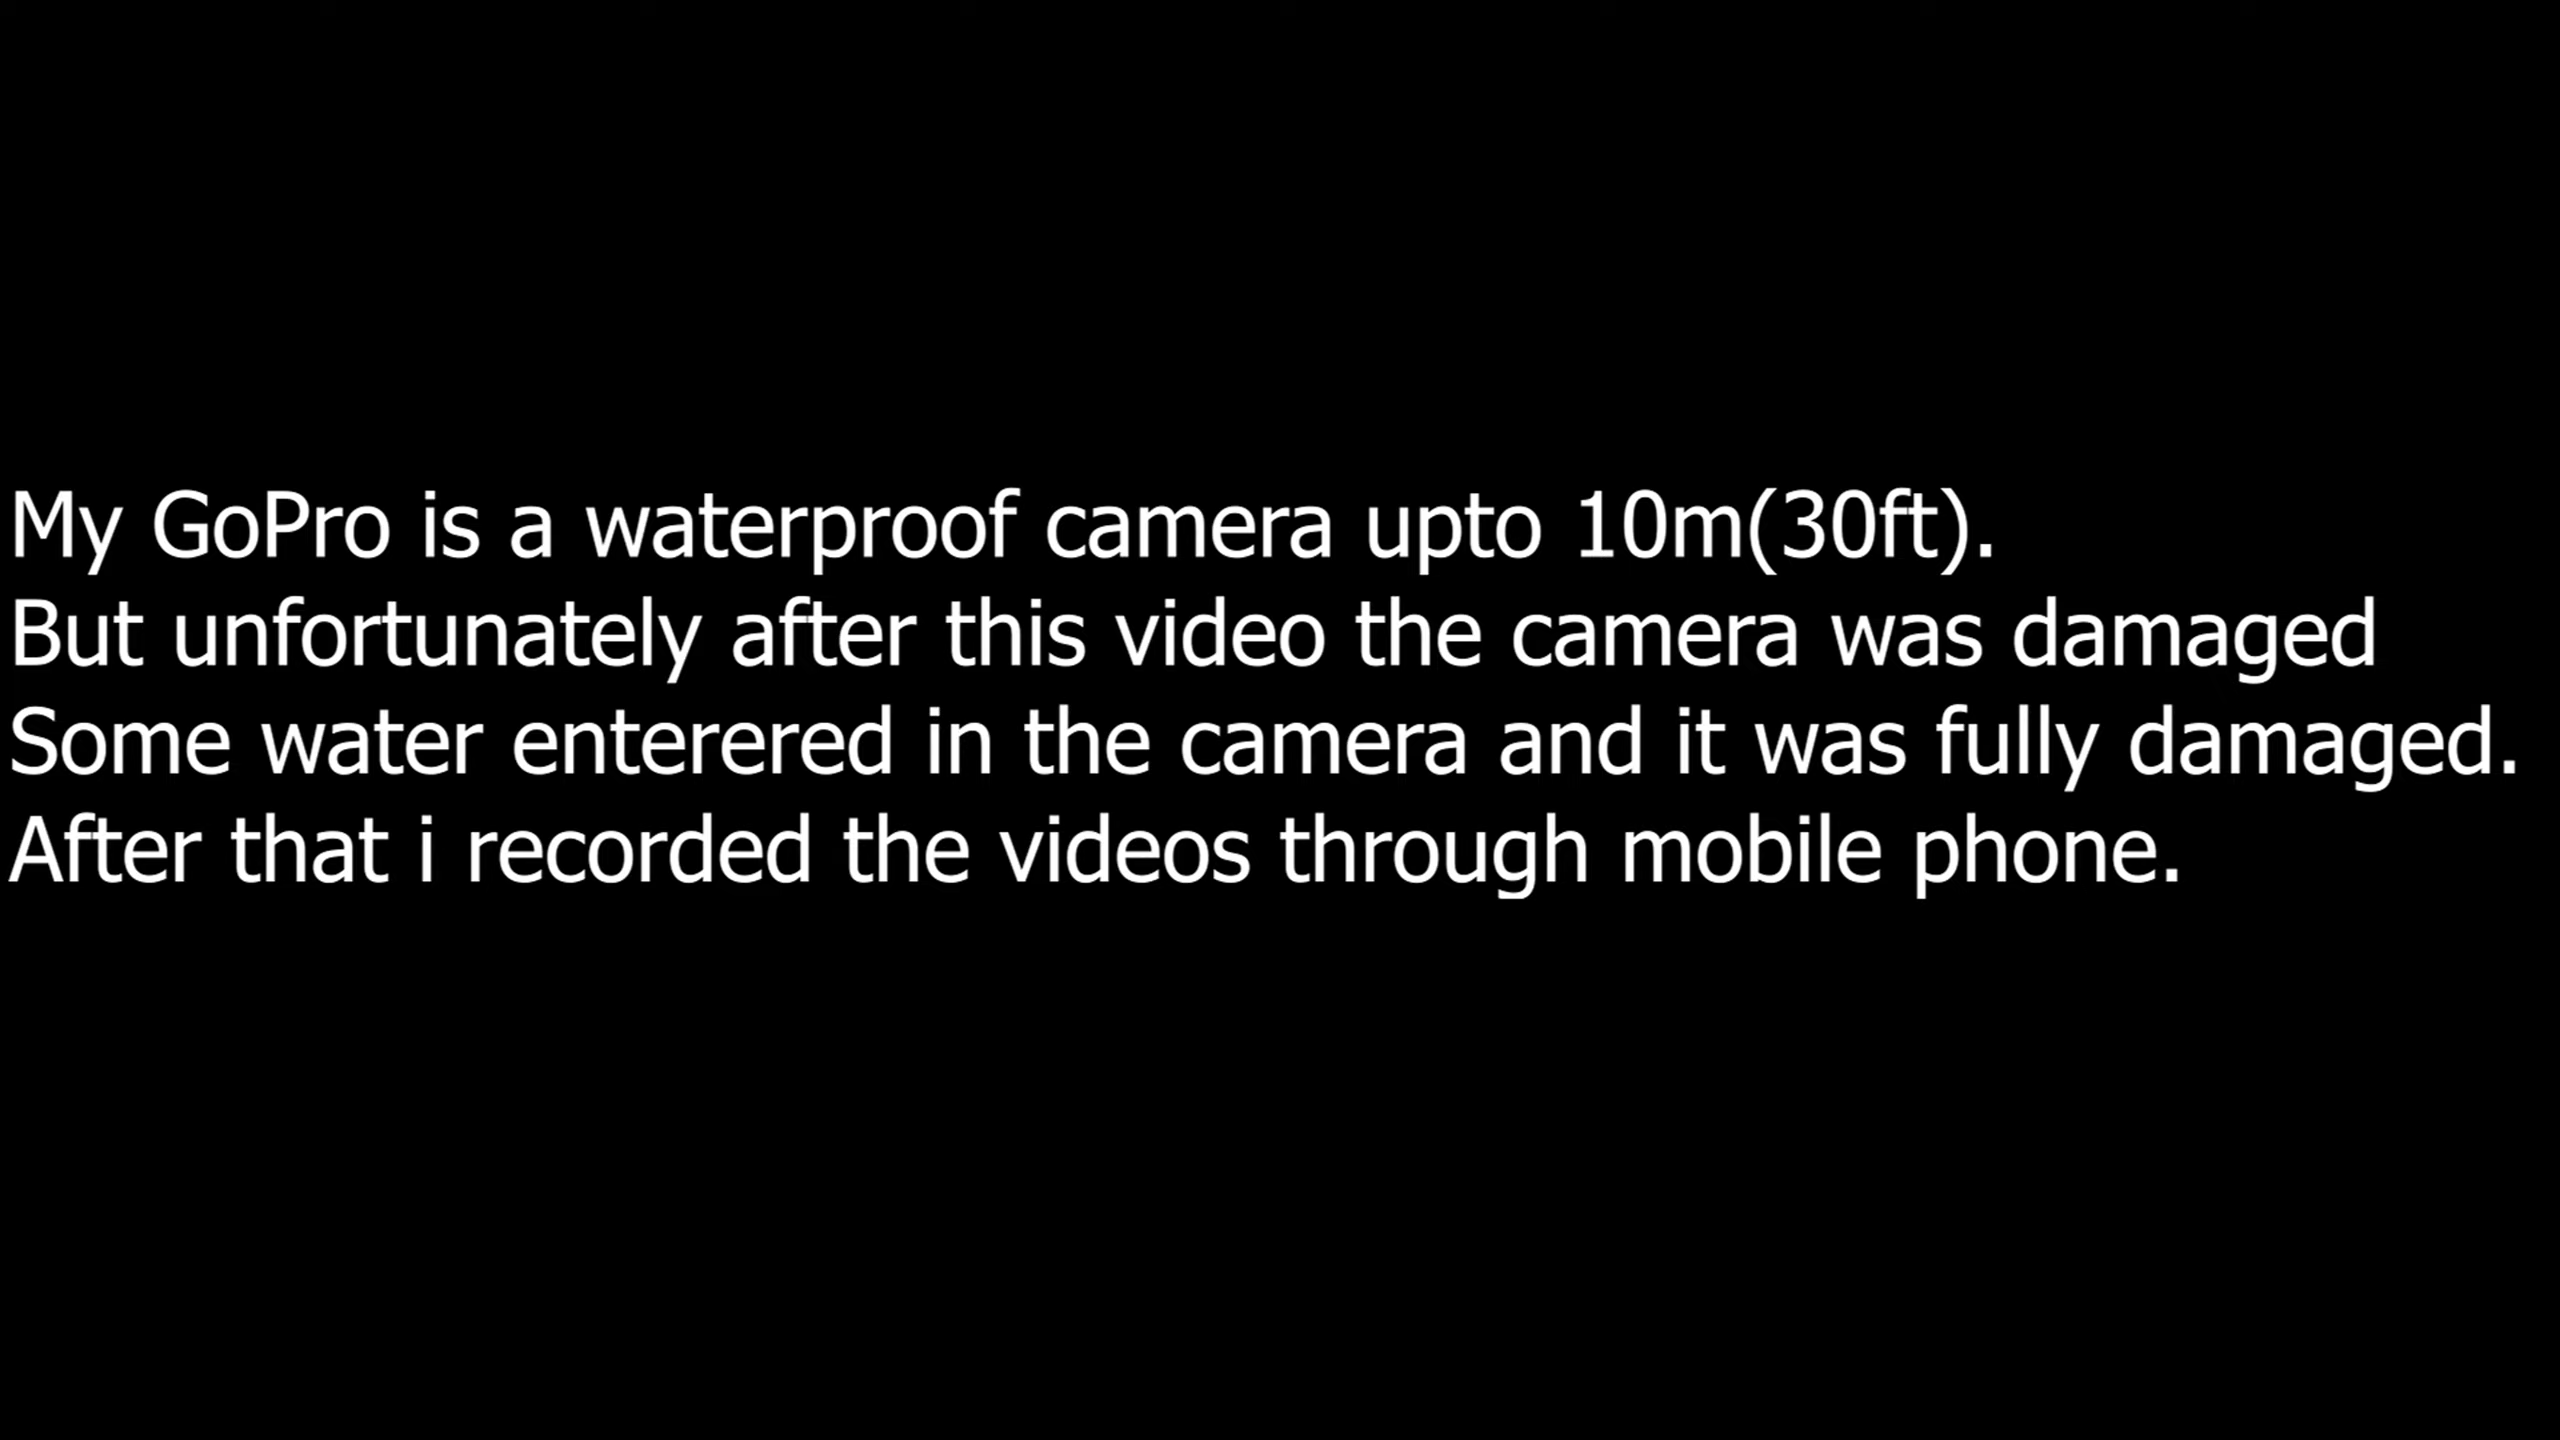 My GoPro is a waterproof camera upto 10m(30ft).
But unfortunately after this video the camera was damaged
Some water enterered in the camera and it was fully damaged.
After that i recorded the videos through mobile phone.